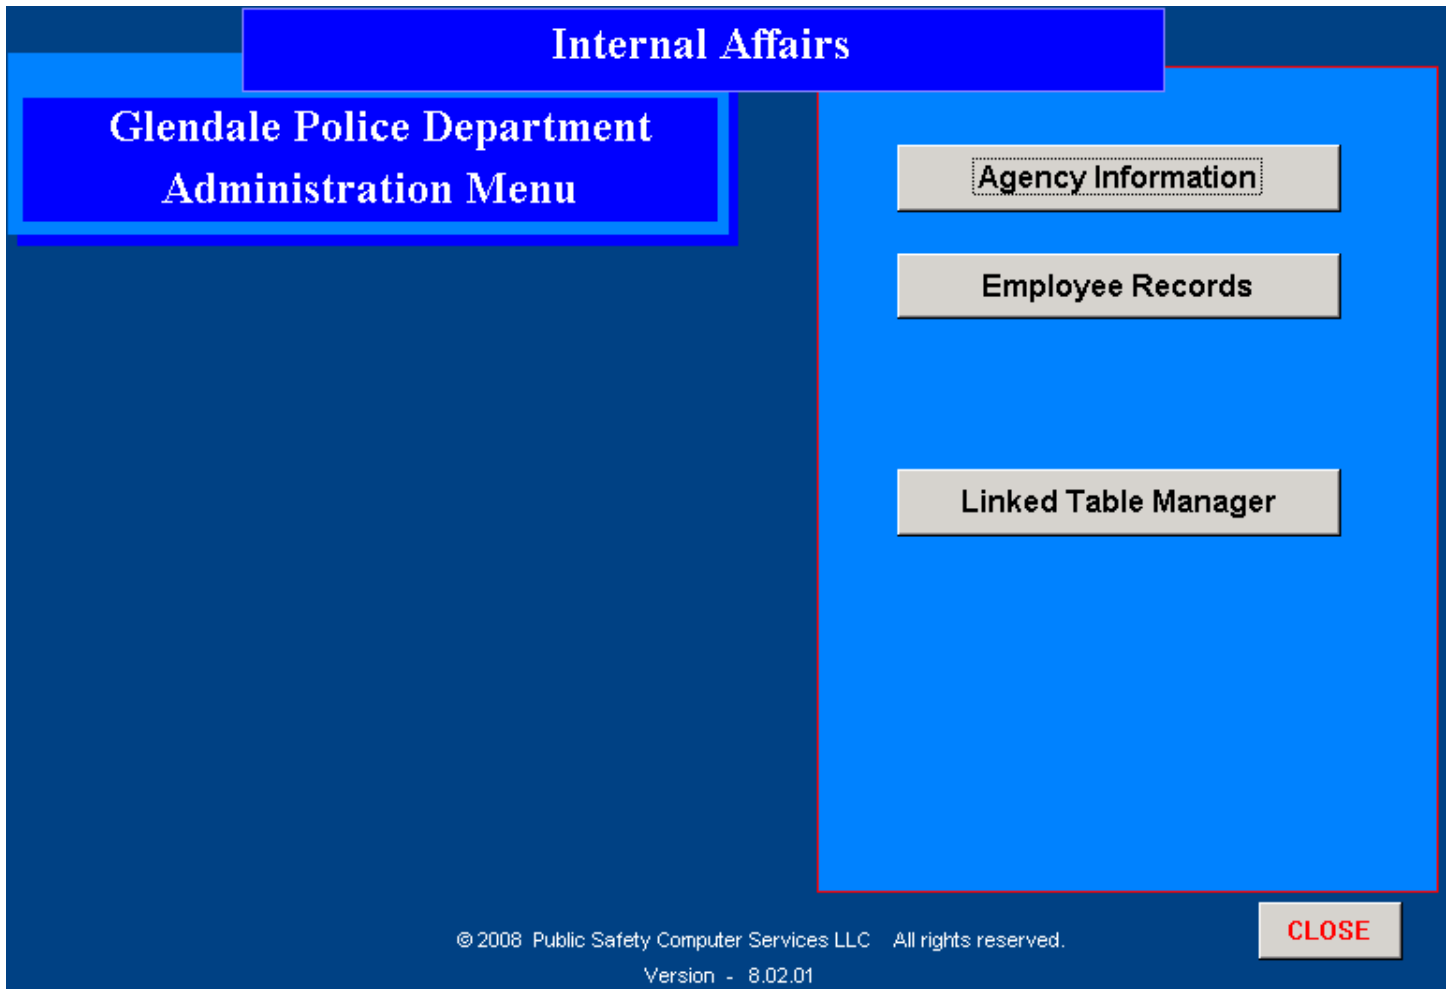 Internal Affairs
Glendale Police Department
Administration Menu
Agency Information
Employee Records
Linked Table Manager
CLOSE
© 2008 Public Safety Computer Services LLC All rights reserved.
Version - 8.02.01